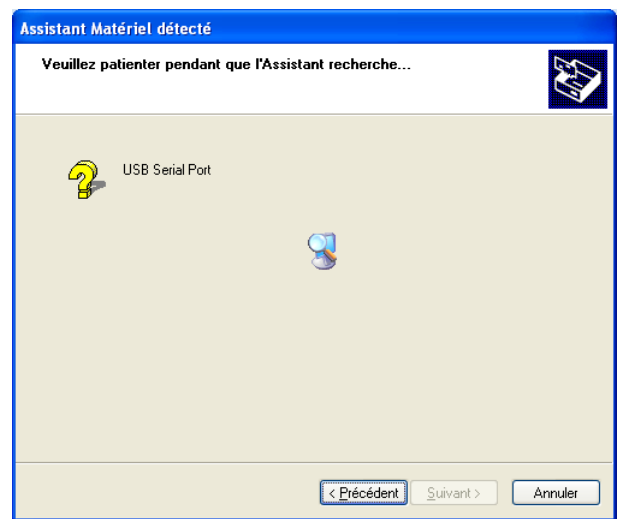 Assistant Matériel détecté
Veuillez patienter pendant que l'Assistant recherche...
USB Serial Port
< Précédent Suivant > Annuler